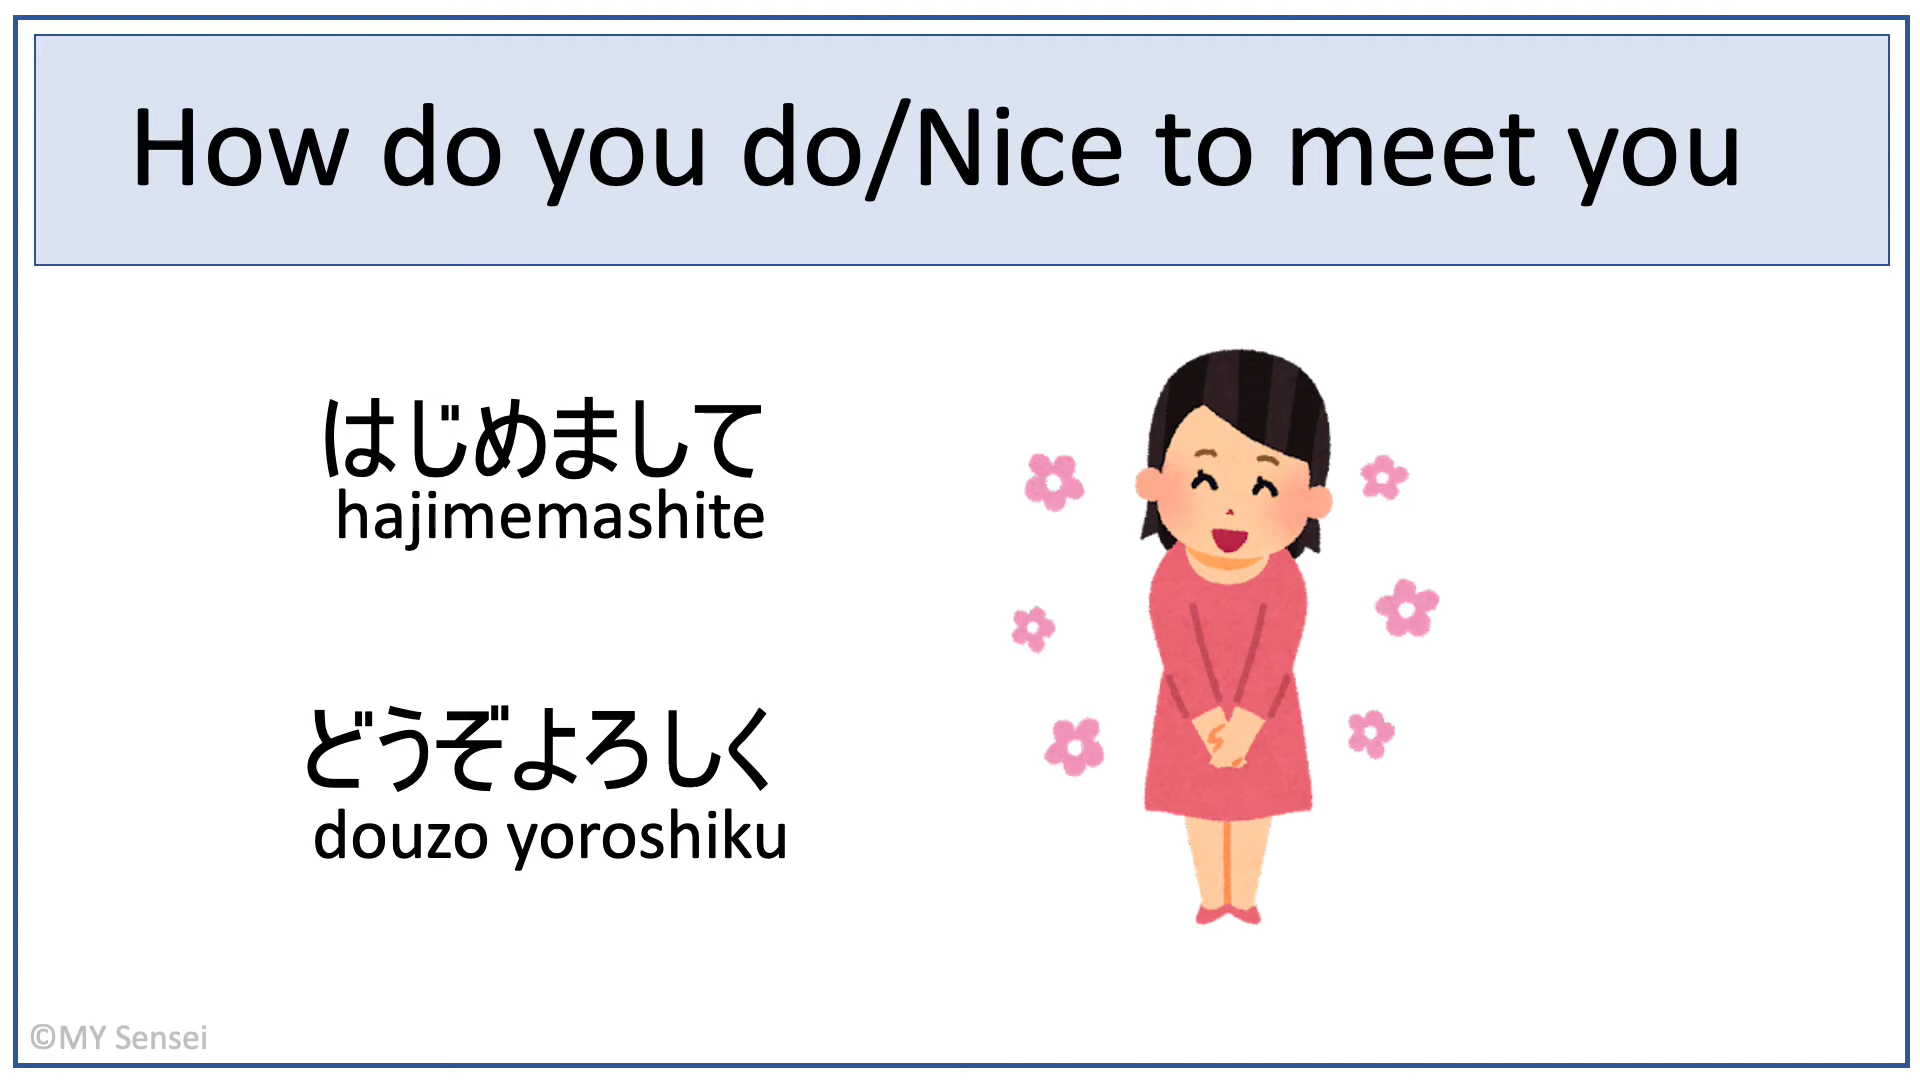 How do you do/Nice to meet you
はじめまして
hajimemashite
どうぞよろしく
douzo yoroshiku
©MY Sensei